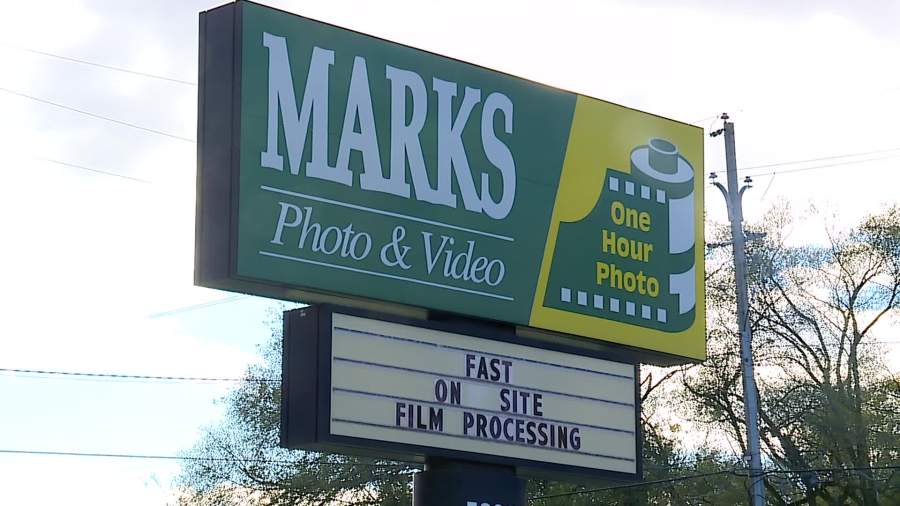 MARKS
Photo & Video
One
Hour
Photo
FAST
ON SITE
FILM PROCESSING